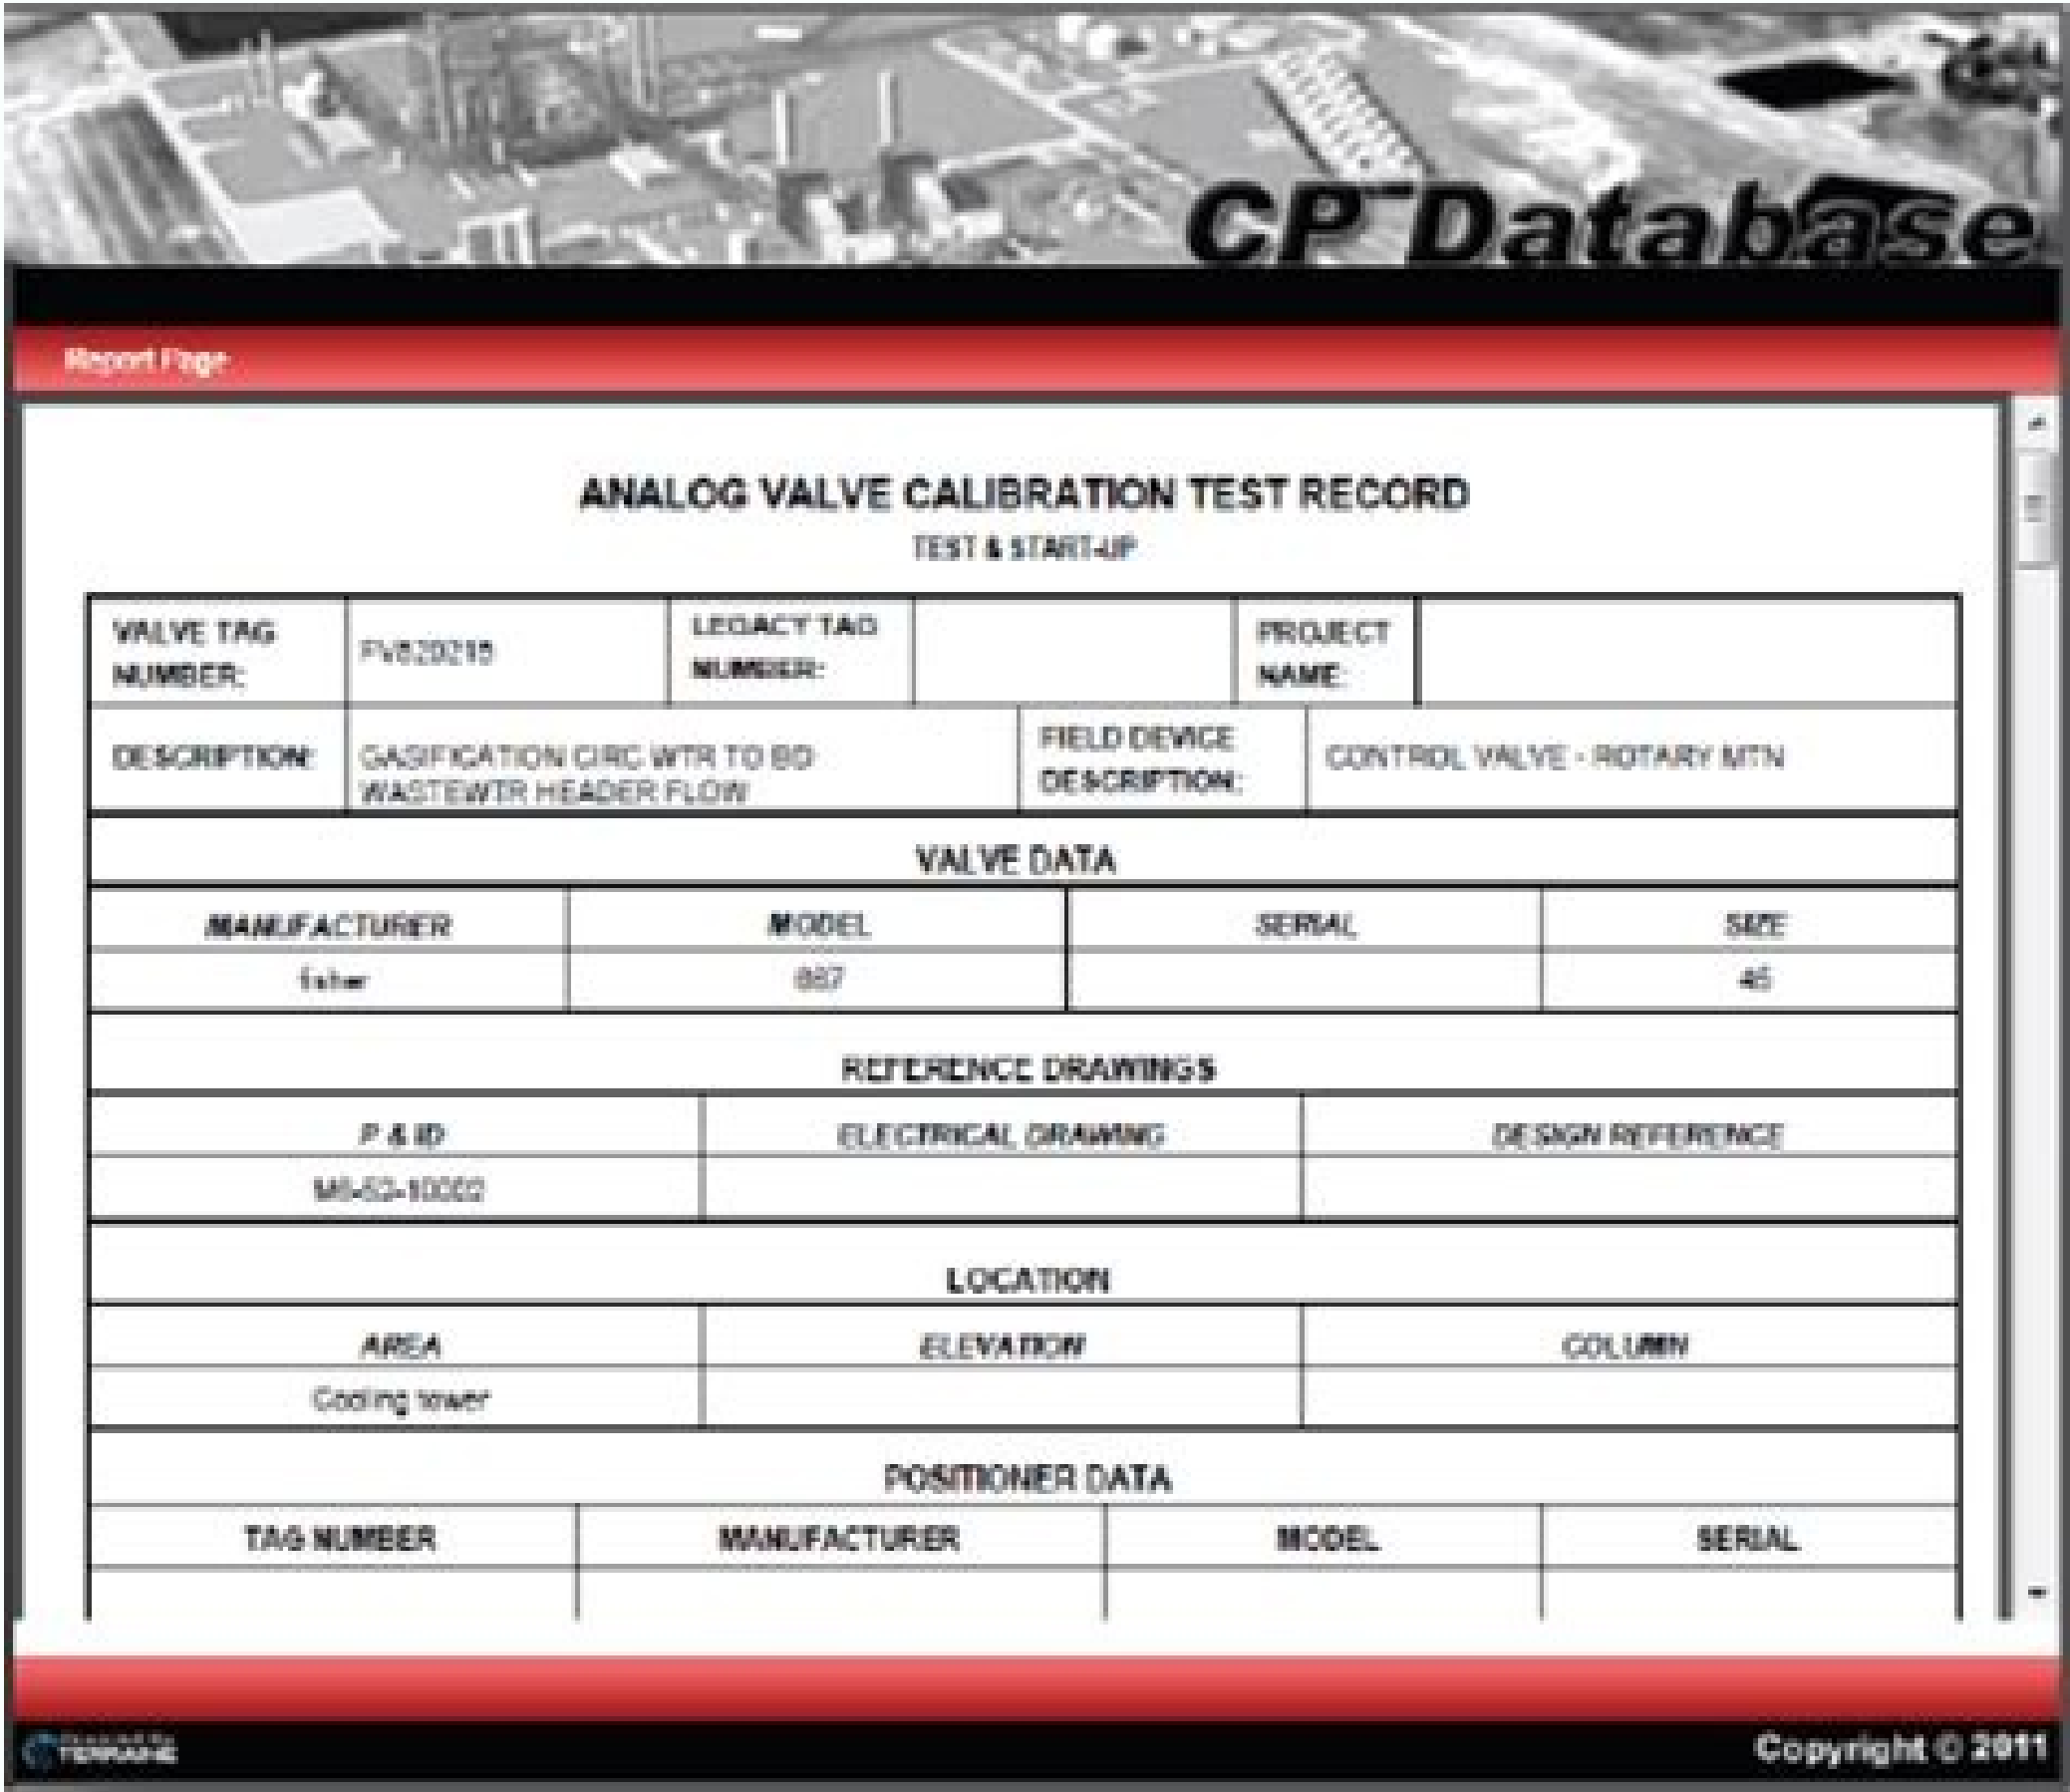 CP Database
Report Page
ANALOG VALVE CALIBRATION TEST RECORD
TEST & START-UP
VALVE TAG NUMBER:
LEGACY TAG NUMBER:
PROJECT NAME:
DESCRIPTION:
GASIFICATION CIRC WTR TO BD
WASTEWTR HEADER FLOW
FIELD DEVICE DESCRIPTION:
CONTROL VALVE - ROTARY MTN
VALVE DATA
MANUFACTURER MODEL SERIAL SIZE
fisher
REFERENCE DRAWINGS
P & ID ELECTRICAL DRAWING DESIGN REFERENCE
LOCATION
AREA ELEVATION COLUMN
Cooling tower
POSITIONER DATA
TAG NUMBER MANUFACTURER MODEL SERIAL
Copyright © 2011